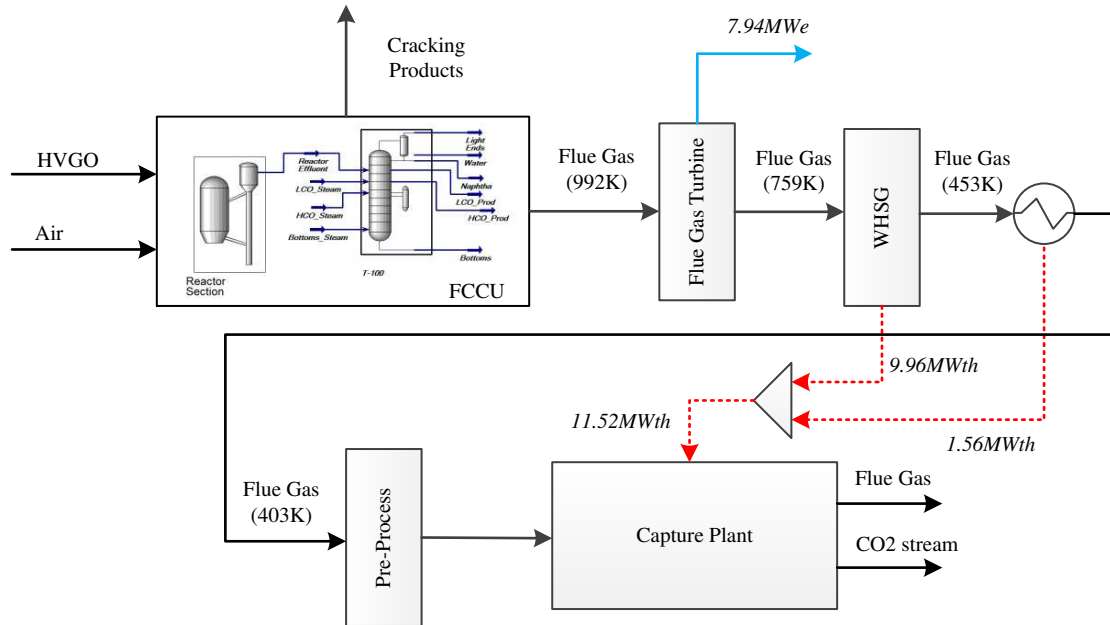 7.94MWe
Cracking
Products
HVGO
Air
Reactor
Effluent
LCO_Steam
HCO_Steam
Bottoms_Steam
Light
Ends
Water
Naphtha
LCO_Prod
HCO_Prod
Bottoms
T-100
Reactor
Section
FCCU
Flue Gas
(992K)
Flue Gas Turbine
Flue Gas
(759K)
WHSG
Flue Gas
(453K)
9.96MWth
11.52MWth
1.56MWth
Flue Gas
(403K)
Pre-Process
Capture Plant
Flue Gas
CO2 stream